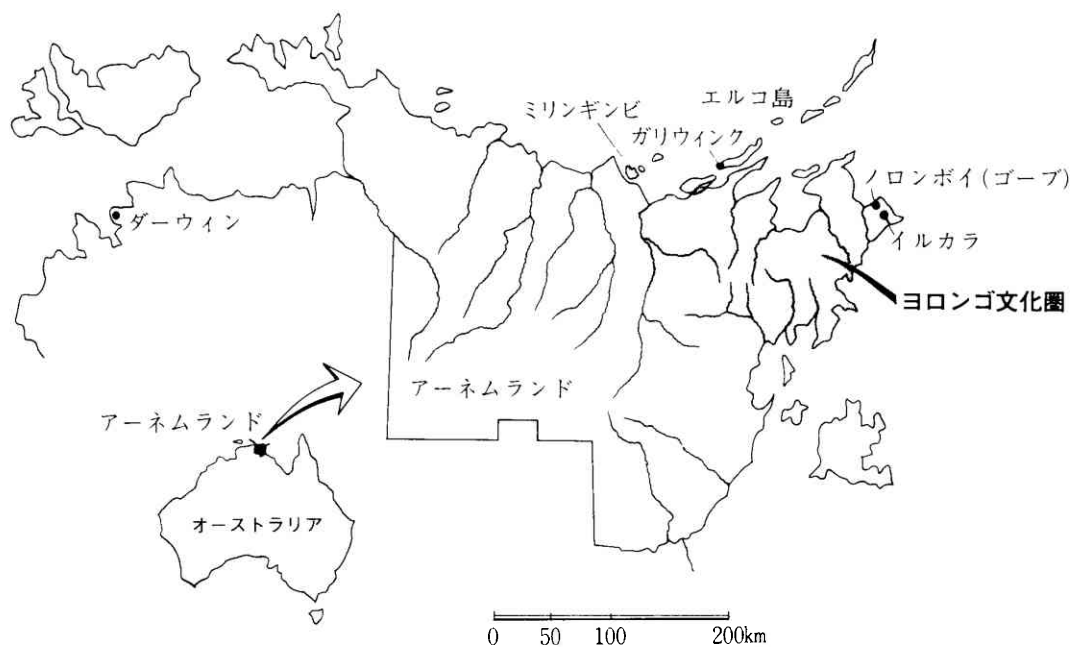 エルコ島
ミリンギンビ
ガリウィンク
ノロンボイ(ゴーブ)
イルカラ
ダーウィン
ヨロンゴ文化圏
アーネムランド
アーネムランド
オーストラリア
0 50 100 200km